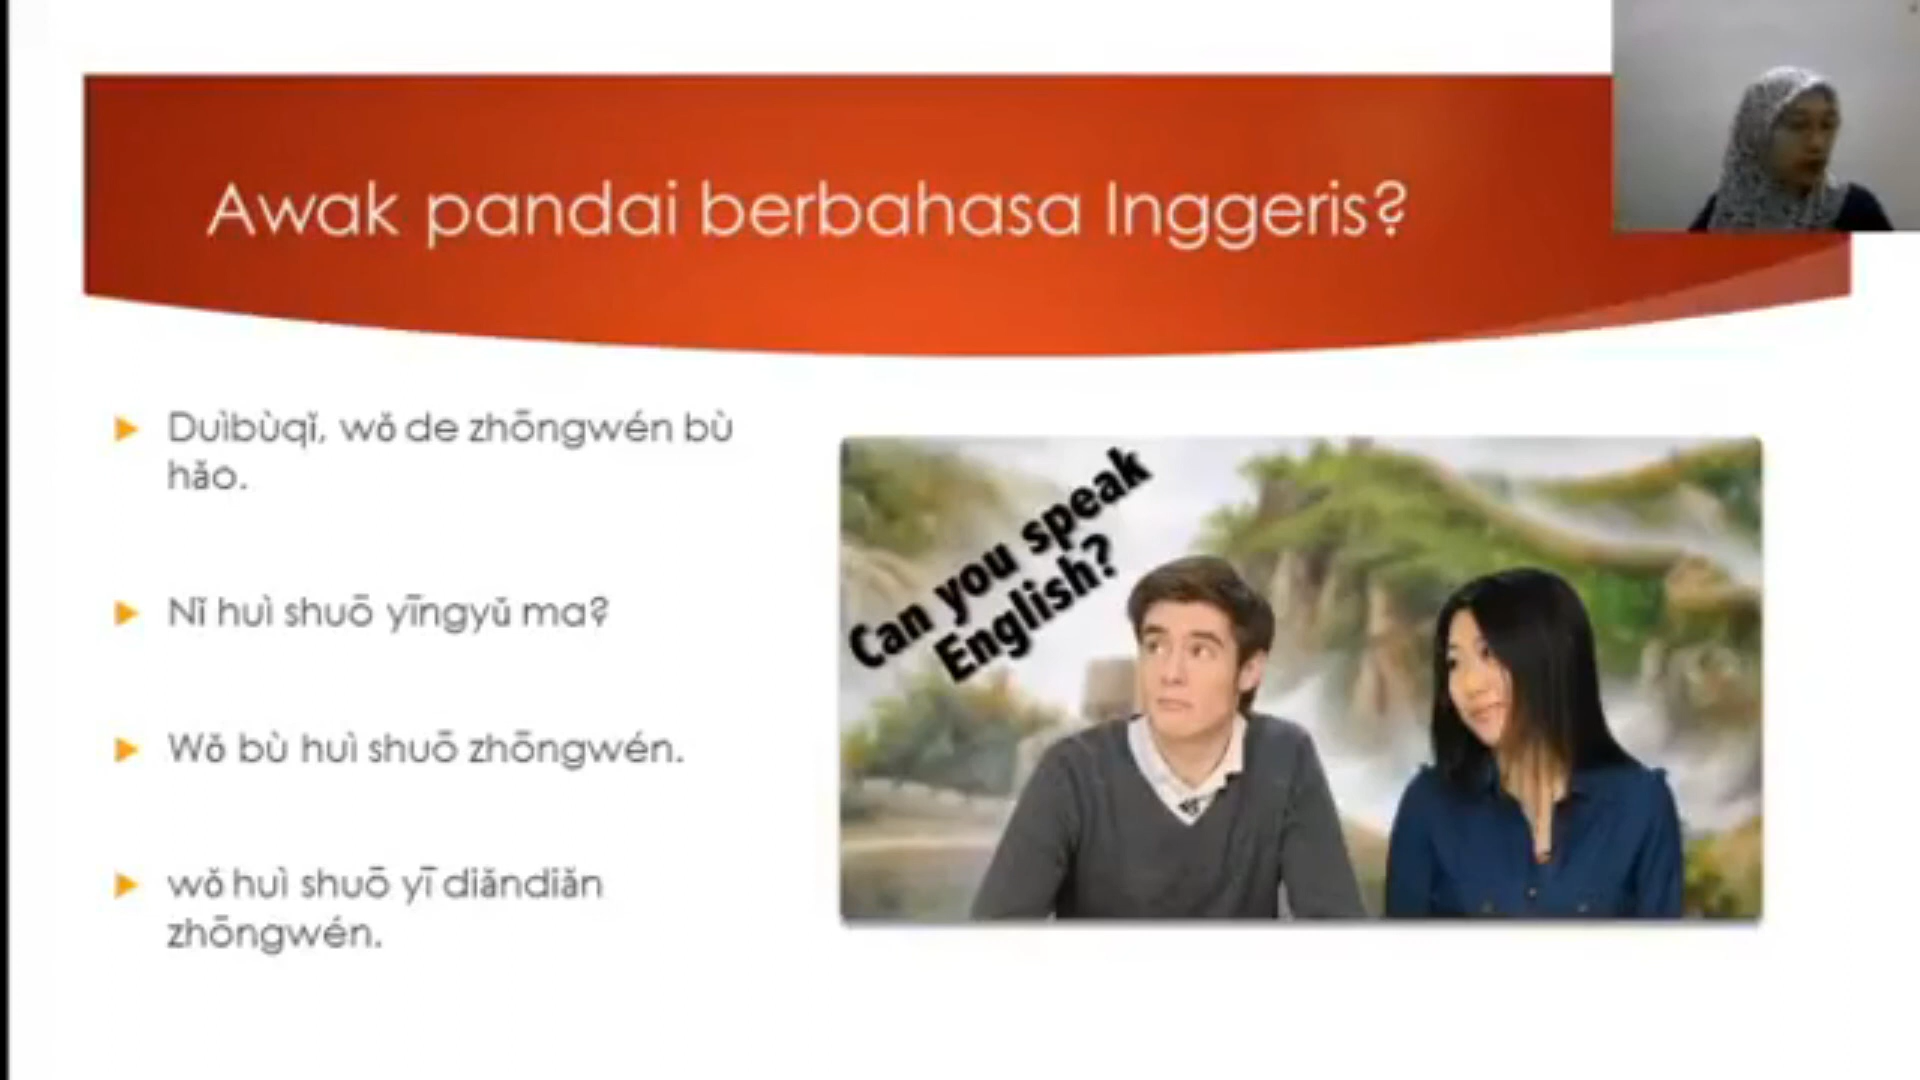 Awak pandai berbahasa Inggeris?
Duìbùqǐ, wǒ de zhōngwén bù
hǎo.
Nǐ huì shuō yīngyǔ ma?
Wǒ bù huì shuō zhōngwén.
wǒ huì shuō yī diǎndiǎn
zhōngwén.
Can you speak
English?